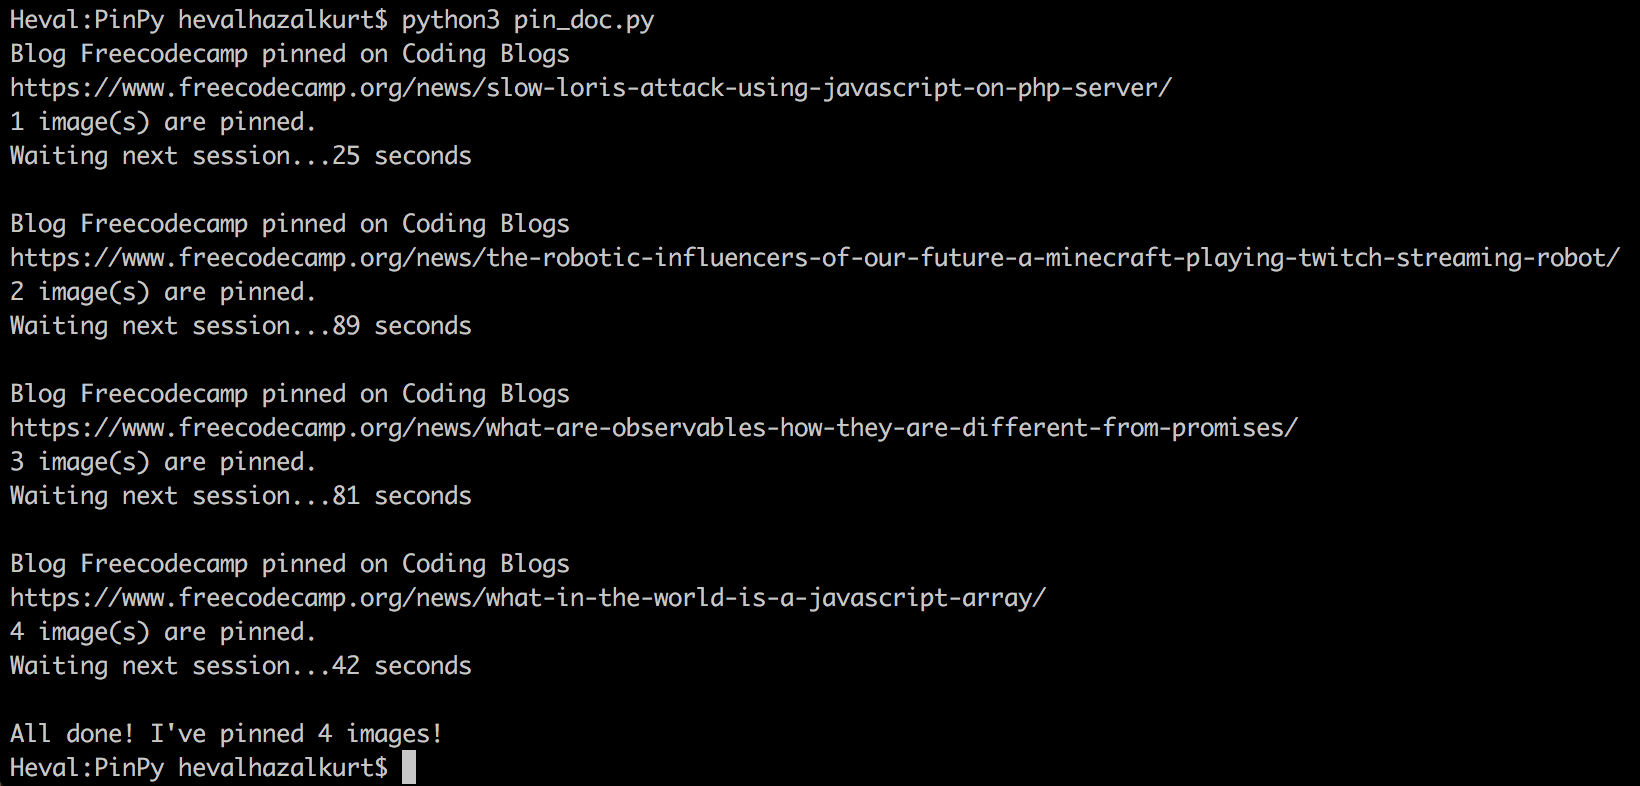 Heval:PinPy hevalhazalkurt$ python3 pin_doc.py
Blog Freecodecamp pinned on Coding Blogs
https://www.freecodecamp.org/news/slow-loris-attack-using-javascript-on-php-server/
1 image(s) are pinned.
Waiting next session...25 seconds
Blog Freecodecamp pinned on Coding Blogs
https://www.freecodecamp.org/news/the-robotic-influencers-of-our-future-a-minecraft-playing-twitch-streaming-robot/
2 image(s) are pinned.
Waiting next session...89 seconds
Blog Freecodecamp pinned on Coding Blogs
https://www.freecodecamp.org/news/what-are-observables-how-they-are-different-from-promises/
3 image(s) are pinned.
Waiting next session...81 seconds
Blog Freecodecamp pinned on Coding Blogs
https://www.freecodecamp.org/news/what-in-the-world-is-a-javascript-array/
4 image(s) are pinned.
Waiting next session...42 seconds
All done! I've pinned 4 images!
Heval:PinPy hevalhazalkurt$